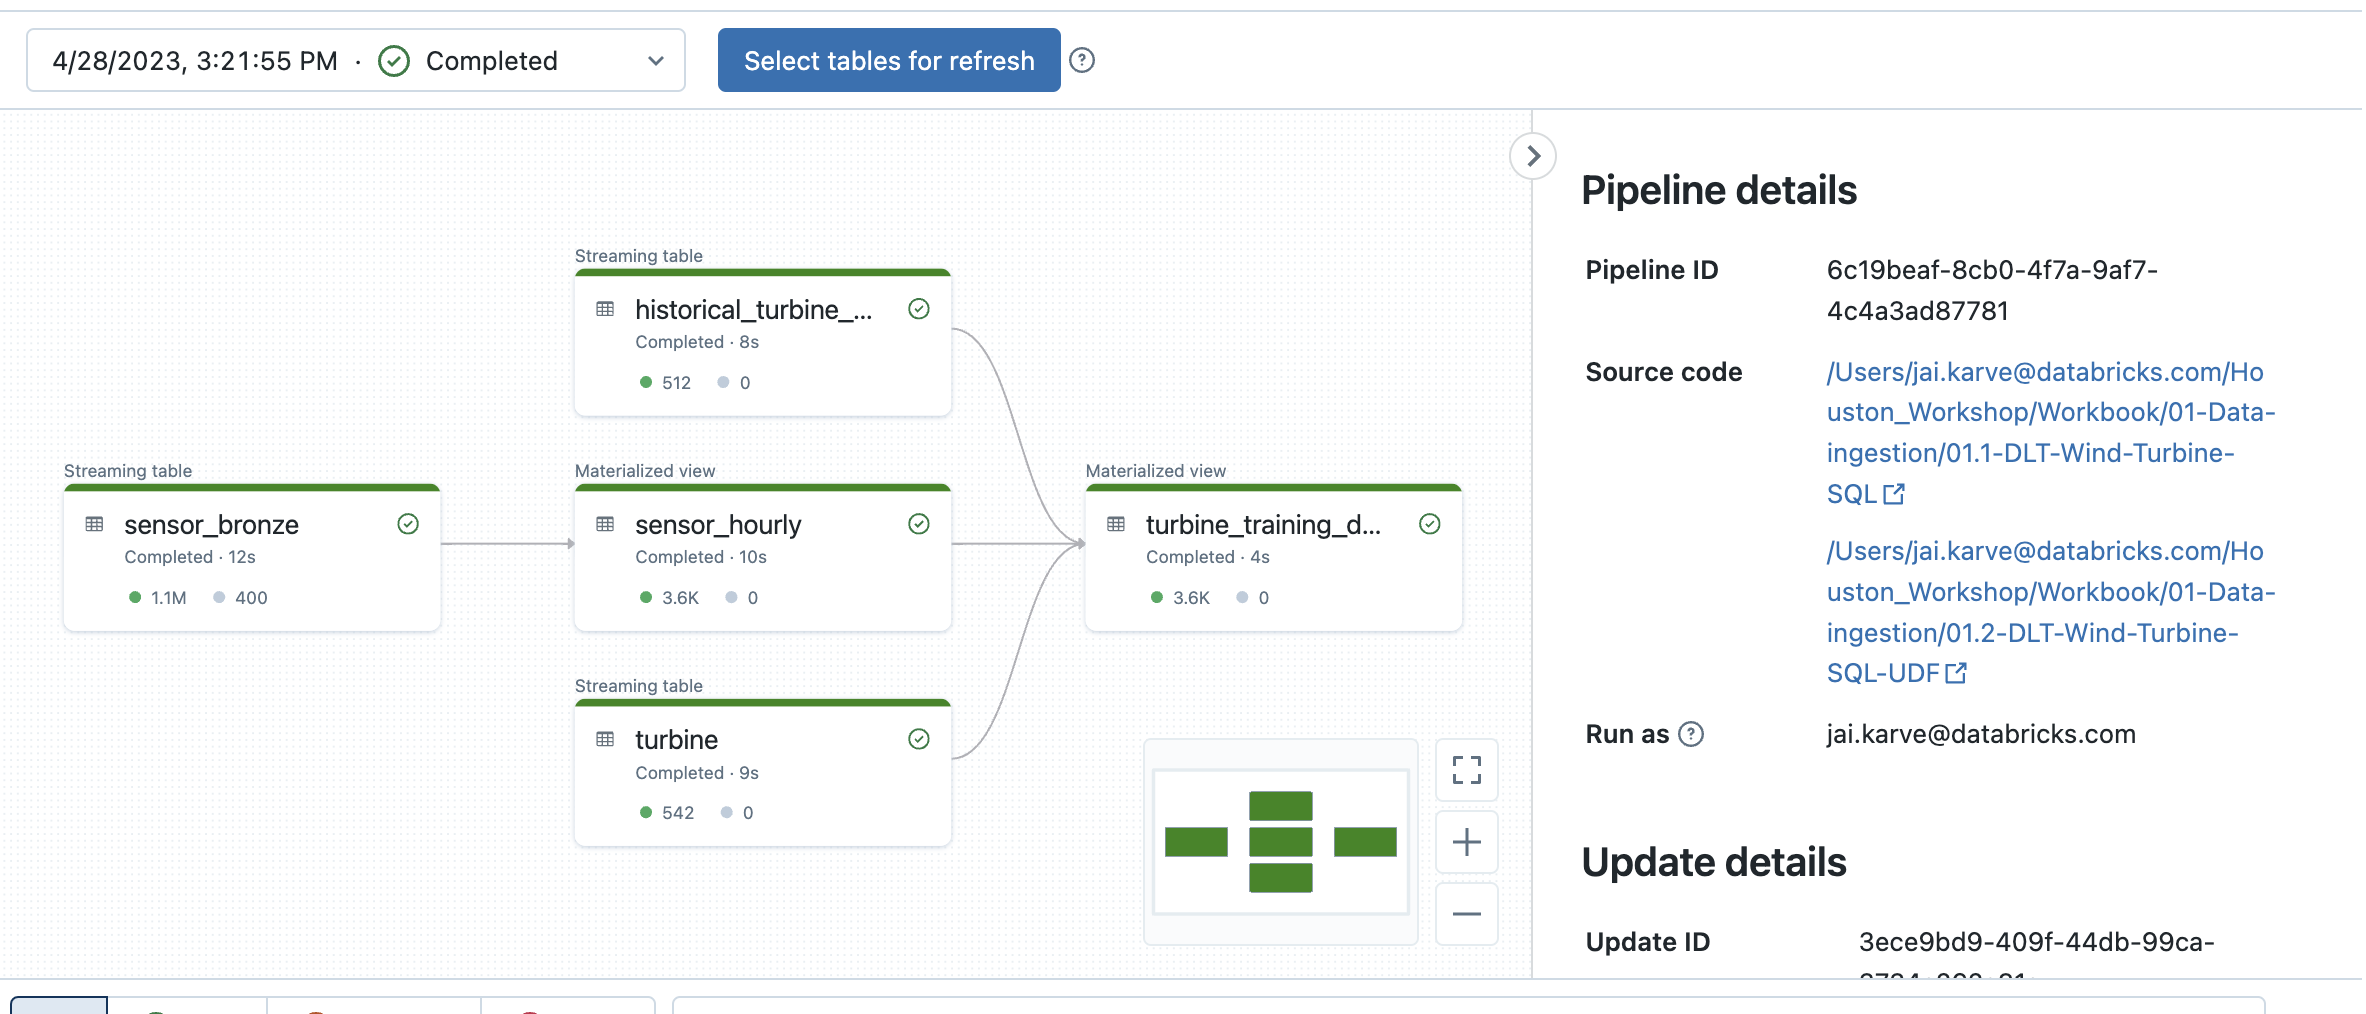 4/28/2023, 3:21:55 PM · Completed
Select tables for refresh
?
Streaming table
historical_turbine_...
Completed · 8s
512 0
Streaming table
sensor_bronze
Completed · 12s
1.1M 400
Materialized view
sensor_hourly
Completed · 10s
3.6K 0
Materialized view
turbine_training_d...
Completed · 4s
3.6K 0
Streaming table
turbine
Completed · 9s
542 0
Pipeline details
Pipeline ID
6c19beaf-8cb0-4f7a-9af7-
4c4a3ad87781
Source code
/Users/jai.karve@databricks.com/Ho
uston_Workshop/Workbook/01-Data-
ingestion/01.1-DLT-Wind-Turbine-
SQL
/Users/jai.karve@databricks.com/Ho
uston_Workshop/Workbook/01-Data-
ingestion/01.2-DLT-Wind-Turbine-
SQL-UDF
Run as ?
jai.karve@databricks.com
Update details
Update ID
3ece9bd9-409f-44db-99ca-